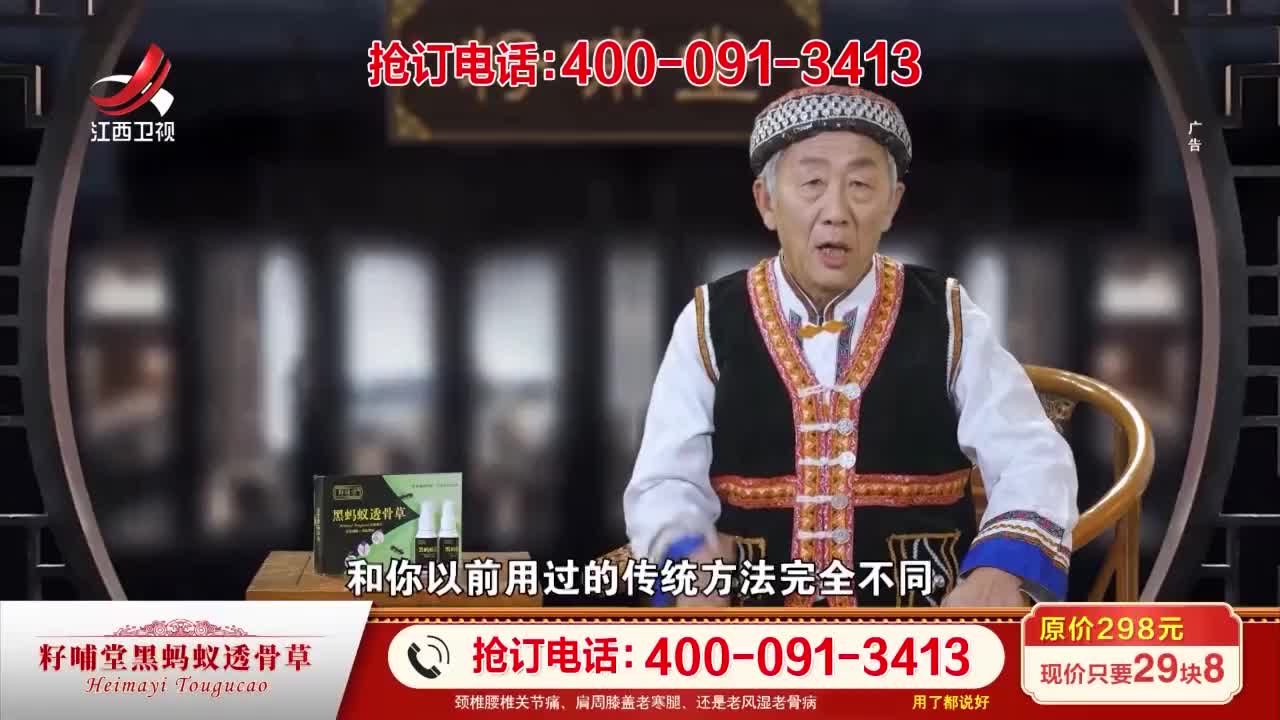 抢订电话:400-091-3413
江西卫视
广告
黑蚂蚁透骨草
和你以前用过的传统方法完全不同
籽哺堂黑蚂蚁透骨草
Heimayi Tougucao
抢订电话:400-091-3413
原价298元
现价只要29块8
颈椎腰椎关节痛、肩周膝盖老寒腿、还是老风湿老骨病
用了都说好